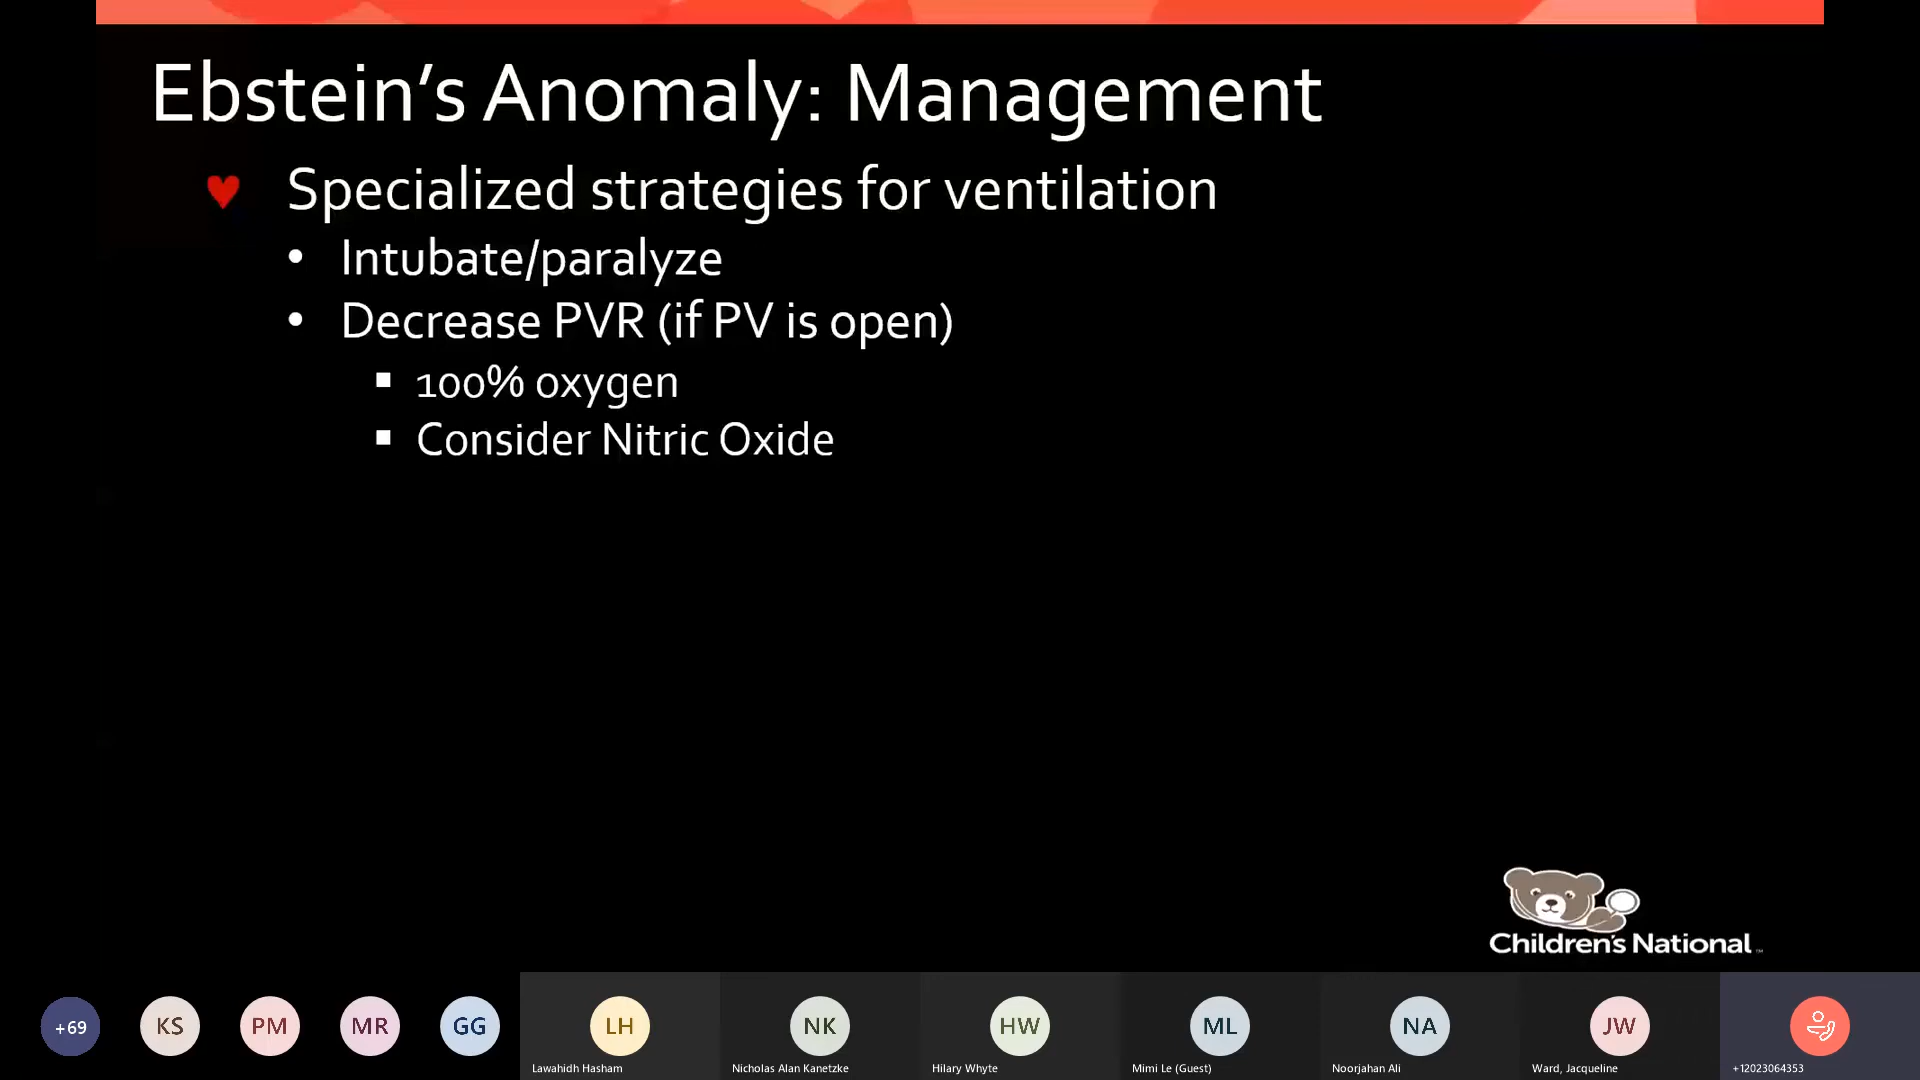 Ebstein’s Anomaly: Management
♥ Specialized strategies for ventilation
• Intubate/paralyze
• Decrease PVR (if PV is open)
▪ 100% oxygen
▪ Consider Nitric Oxide
Children's National ™
+69 KS PM MR GG LH NK HW ML NA JW
Lawahidh Hasham Nicholas Alan Kanetzke Hilary Whyte Mimi Le (Guest) Noorjahan Ali Ward, Jacqueline +12023064353